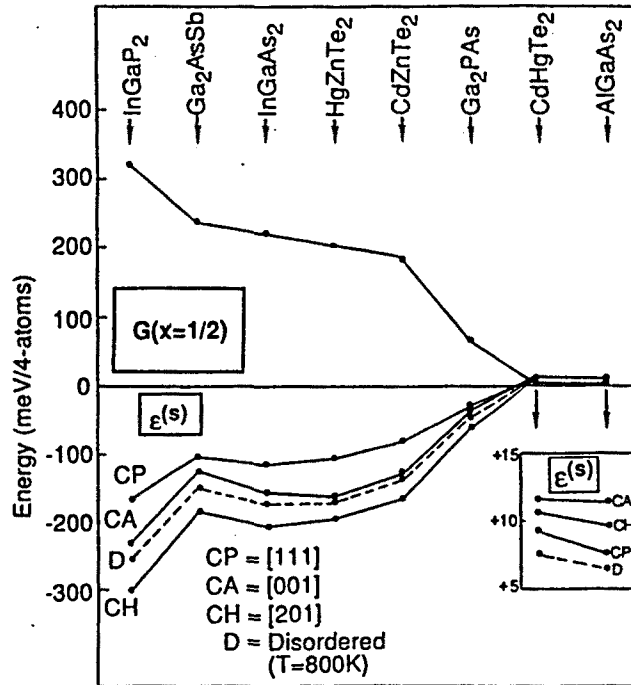 InGaP2
Ga2AsSb
InGaAs2
HgZnTe2
CdZnTe2
Ga2PAs
CdHgTe2
AlGaAs2
Energy (meV/4-atoms)
400
300
200
100
0
-100
-200
-300
G(x=1/2)
ε(s)
CP
CA
D
CH
CP = [111]
CA = [001]
CH = [201]
D = Disordered
(T=800K)
+15
+10
+5
ε(s)
CA
CH
CP
D